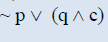 ~ p ∨ (q ∧ c)